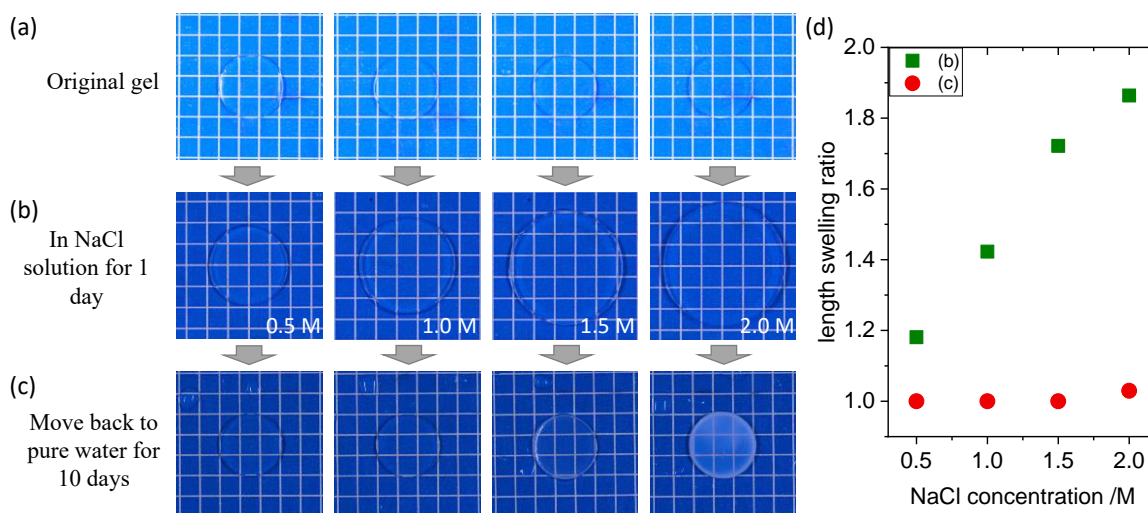 (a)
Original gel
(b)
In NaCl
solution for 1
day
0.5 M
1.0 M
1.5 M
2.0 M
(c)
Move back to
pure water for
10 days
(d)
2.0
1.8
1.6
1.4
1.2
1.0
0.5
1.0
1.5
2.0
length swelling ratio
NaCl concentration /M
(b)
(c)